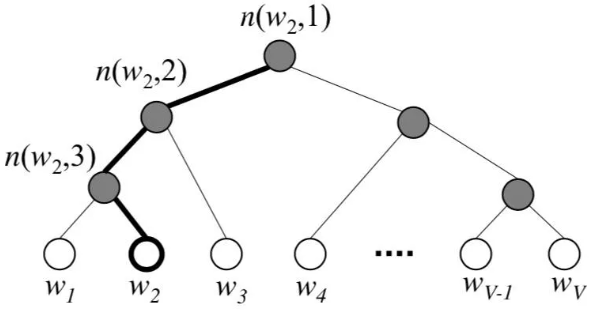 n(w2,1)
n(w2,2)
n(w2,3)
....
w1 w2 w3 w4 wV-1 wV